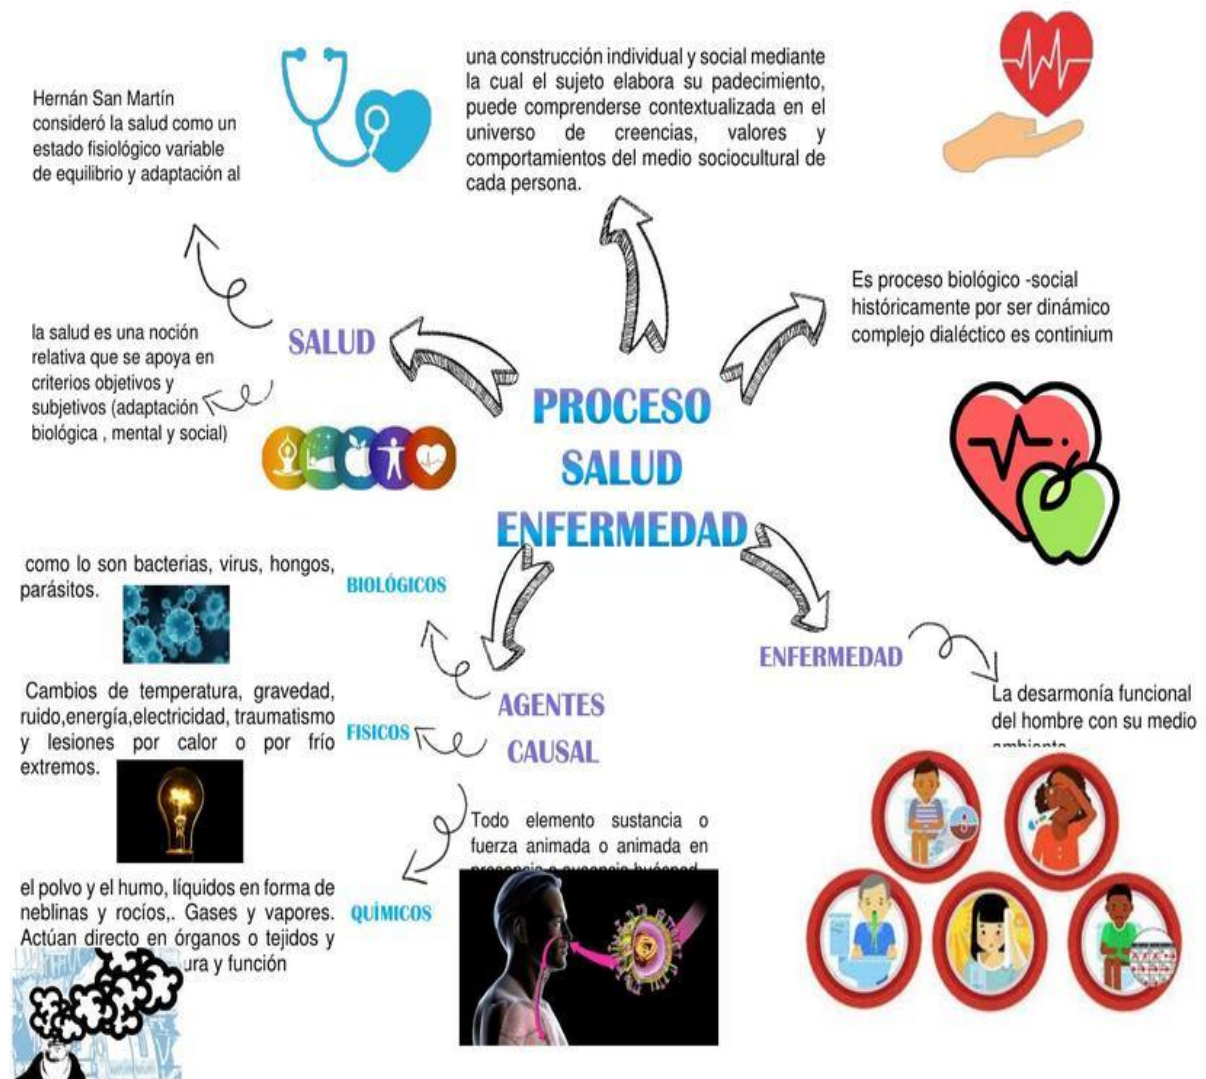 Hernán San Martín
consideró la salud como un
estado fisiológico variable
de equilibrio y adaptación al
una construcción individual y social mediante
la cual el sujeto elabora su padecimiento,
puede comprenderse contextualizada en el
universo de creencias, valores y
comportamientos del medio sociocultural de
cada persona.
Es proceso biológico -social
históricamente por ser dinámico
complejo dialéctico es continium
SALUD
la salud es una noción
relativa que se apoya en
criterios objetivos y
subjetivos (adaptación
biológica , mental y social)
PROCESO
SALUD
ENFERMEDAD
como lo son bacterias, virus, hongos,
parásitos.
BIOLÓGICOS
ENFERMEDAD
La desarmonía funcional
del hombre con su medio
ambiente
AGENTES
CAUSAL
Cambios de temperatura, gravedad,
ruido,energía,electricidad, traumatismo
y lesiones por calor o por frío
extremos.
FISICOS
Todo elemento sustancia o
fuerza animada o animada en
presencia o ausencia huésped
el polvo y el humo, líquidos en forma de
neblinas y rocíos,. Gases y vapores.
Actúan directo en órganos o tejidos y
ura y función
QUÍMICOS